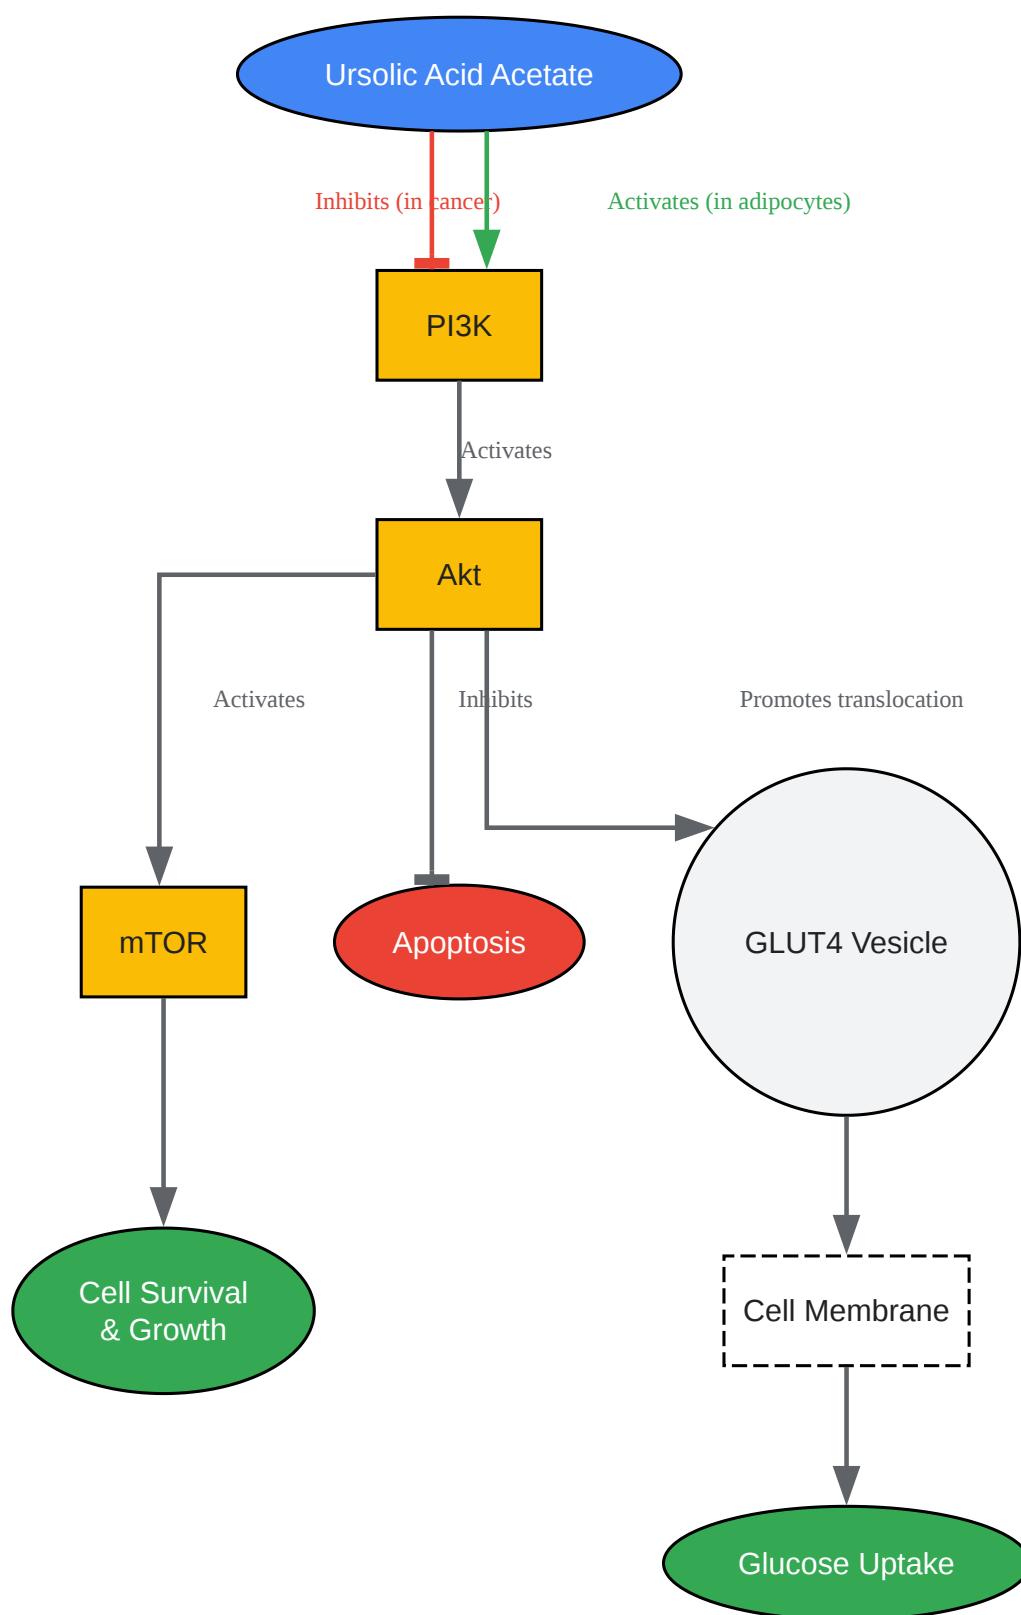 Ursolic Acid Acetate
Inhibits (in cancer)
Activates (in adipocytes)
PI3K
Activates
Akt
Activates
Inhibits
Promotes translocation
mTOR
Apoptosis
GLUT4 Vesicle
Cell Survival
& Growth
Cell Membrane
Glucose Uptake